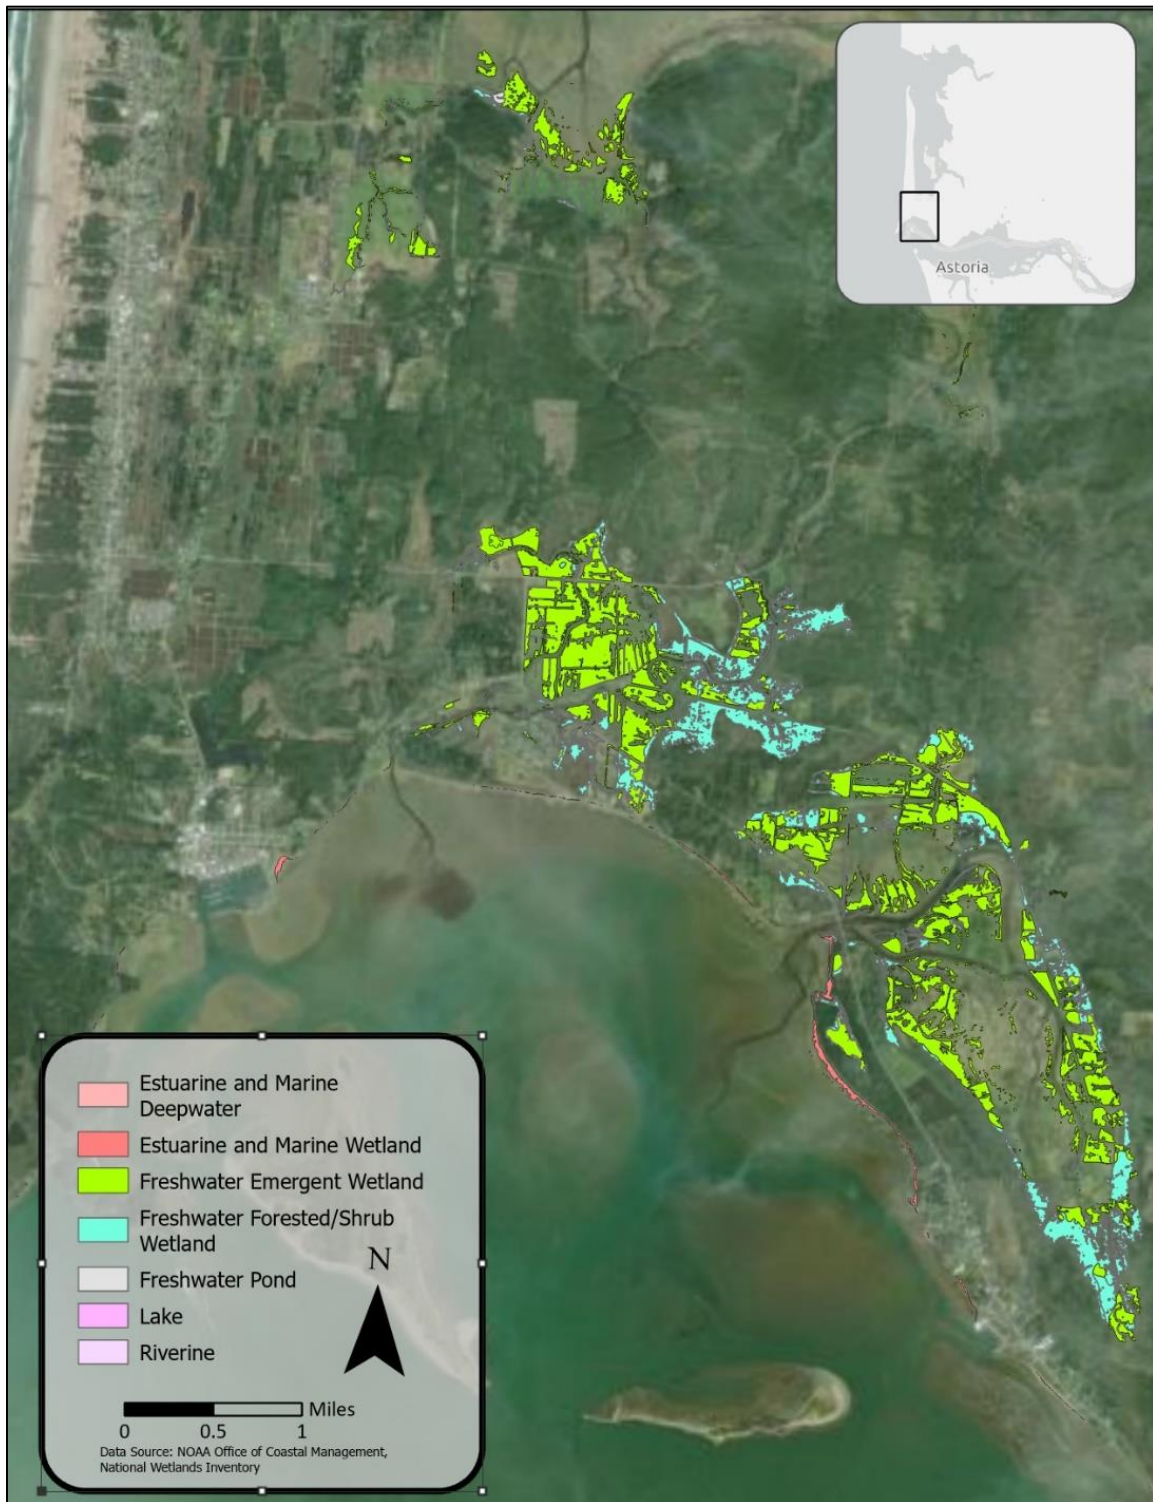 Astoria
Estuarine and Marine
Deepwater
Estuarine and Marine Wetland
Freshwater Emergent Wetland
Freshwater Forested/Shrub
Wetland
N
Freshwater Pond
Lake
Riverine
Miles
0 0.5 1
Data Source: NOAA Office of Coastal Management,
National Wetlands Inventory